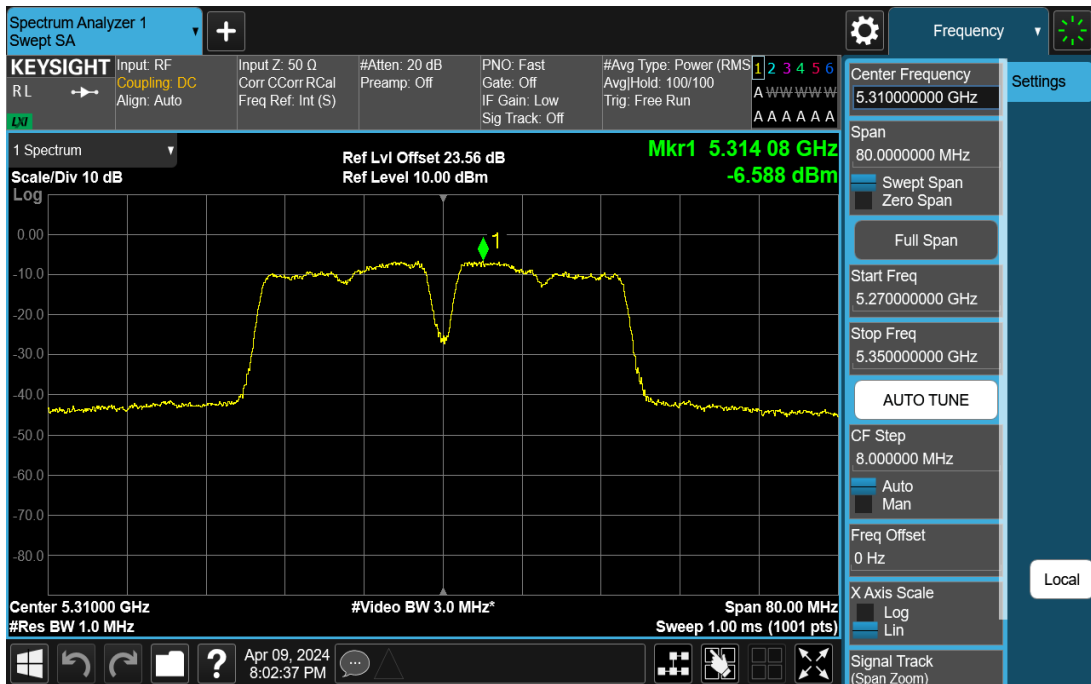 Spectrum Analyzer 1
Swept SA
Frequency
KEYSIGHT
R L
LXI
Input: RF
Coupling: DC
Align: Auto
Input Z: 50 Ω
Corr CCorr RCal
Freq Ref: Int (S)
#Atten: 20 dB
Preamp: Off
PNO: Fast
Gate: Off
IF Gain: Low
Sig Track: Off
#Avg Type: Power (RMS
Avg|Hold: 100/100
Trig: Free Run
1 2 3 4 5 6
A W W W W W
A A A A A A
1 Spectrum
Scale/Div 10 dB
Ref Lvl Offset 23.56 dB
Ref Level 10.00 dBm
Mkr1 5.314 08 GHz
-6.588 dBm
Log
0.00
-10.0
-20.0
-30.0
-40.0
-50.0
-60.0
-70.0
-80.0
1
Center 5.31000 GHz
#Res BW 1.0 MHz
#Video BW 3.0 MHz*
Span 80.00 MHz
Sweep 1.00 ms (1001 pts)
Center Frequency
5.310000000 GHz
Settings
Span
80.0000000 MHz
Swept Span
Zero Span
Full Span
Start Freq
5.270000000 GHz
Stop Freq
5.350000000 GHz
AUTO TUNE
CF Step
8.000000 MHz
Auto
Man
Freq Offset
0 Hz
X Axis Scale
Log
Lin
Local
Signal Track
(Span Zoom)
?
Apr 09, 2024
8:02:37 PM